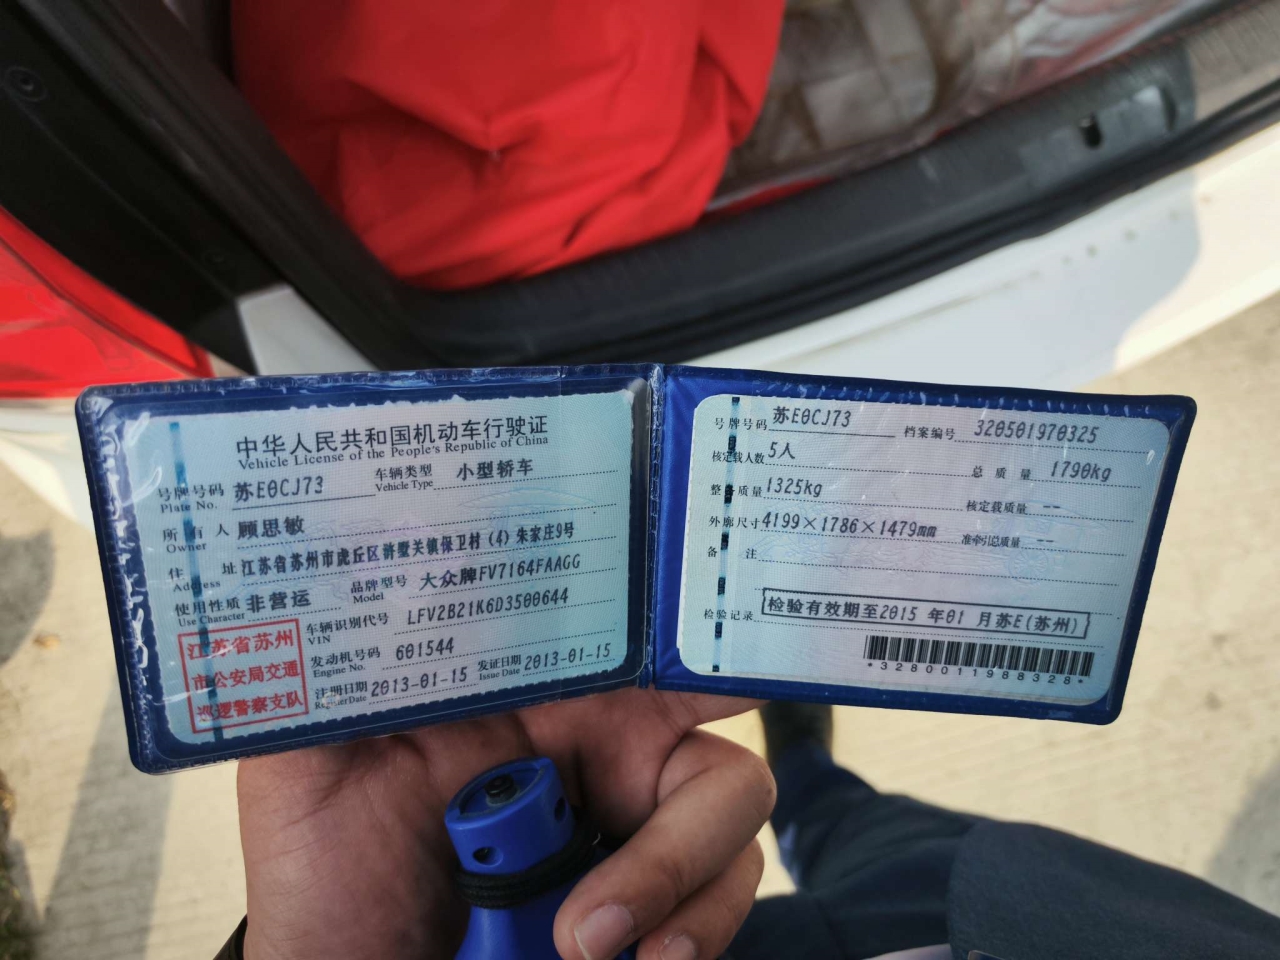 中华人民共和国机动车行驶证
Vehicle License of the People's Republic of China
号牌号码 苏E0CJ73 车辆类型 小型轿车
Plate No. Vehicle Type
所有人 顾思敏
Owner
住址 江苏省苏州市虎丘区浒墅关镇保卫村(4)朱家庄9号
Address
使用性质 非营运 品牌型号 大众牌FV7164FAAGG
Use Character Model
江苏省苏州
市公安局交通
巡逻警察支队
车辆识别代号 LFV2B21K6D3500644
VIN
发动机号码 601544
Engine No.
注册日期 2013-01-15 发证日期 2013-01-15
Register Date Issue Date
号牌号码 苏E0CJ73 档案编号 320501970325
核定载人数 5人 总质量 1790kg
整备质量 1325kg 核定载质量 --
外廓尺寸 4199×1786×1479mm 准牵引总质量 --
备注
检验记录 检验有效期至2015 年01 月苏E(苏州)
*3280011988328*